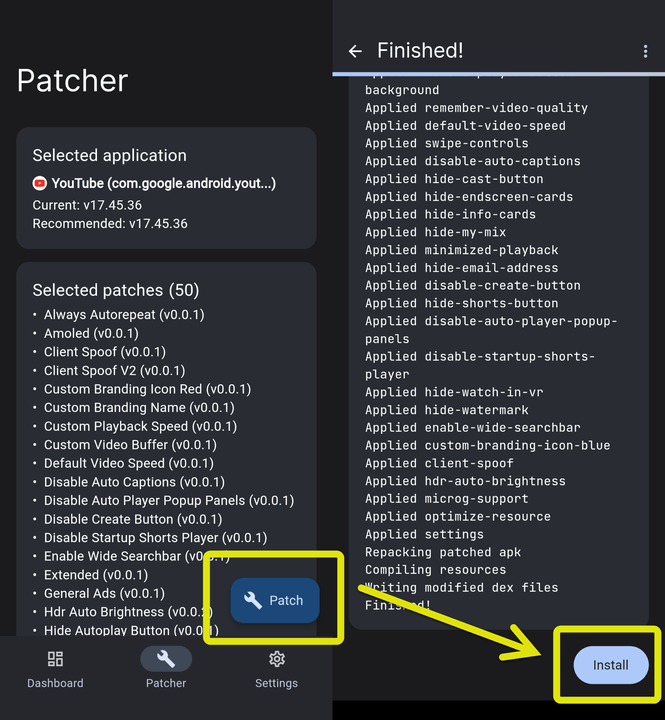 Patcher
Selected application
YouTube (com.google.android.yout...)
Current: v17.45.36
Recommended: v17.45.36
Selected patches (50)
• Always Autorepeat (v0.0.1)
• Amoled (v0.0.1)
• Client Spoof (v0.0.1)
• Client Spoof V2 (v0.0.1)
• Custom Branding Icon Red (v0.0.1)
• Custom Branding Name (v0.0.1)
• Custom Playback Speed (v0.0.1)
• Custom Video Buffer (v0.0.1)
• Default Video Speed (v0.0.1)
• Disable Auto Captions (v0.0.1)
• Disable Auto Player Popup Panels (v0.0.1)
• Disable Create Button (v0.0.1)
• Disable Startup Shorts Player (v0.0.1)
• Enable Wide Searchbar (v0.0.1)
• Extended (v0.0.1)
• General Ads (v0.0.1)
• Hdr Auto Brightness (v0.0.2)
• Hide Autoplay Button (v0.0.1)
Patch
Dashboard
Patcher
Settings
Finished!
background
Applied remember-video-quality
Applied default-video-speed
Applied swipe-controls
Applied disable-auto-captions
Applied hide-cast-button
Applied hide-endscreen-cards
Applied hide-info-cards
Applied hide-my-mix
Applied minimized-playback
Applied hide-email-address
Applied disable-create-button
Applied hide-shorts-button
Applied disable-auto-player-popup-
panels
Applied disable-startup-shorts-
player
Applied hide-watch-in-vr
Applied hide-watermark
Applied enable-wide-searchbar
Applied custom-branding-icon-blue
Applied client-spoof
Applied hdr-auto-brightness
Applied microg-support
Applied optimize-resource
Applied settings
Repacking patched apk
Compiling resources
Writing modified dex files
Finished!
Install